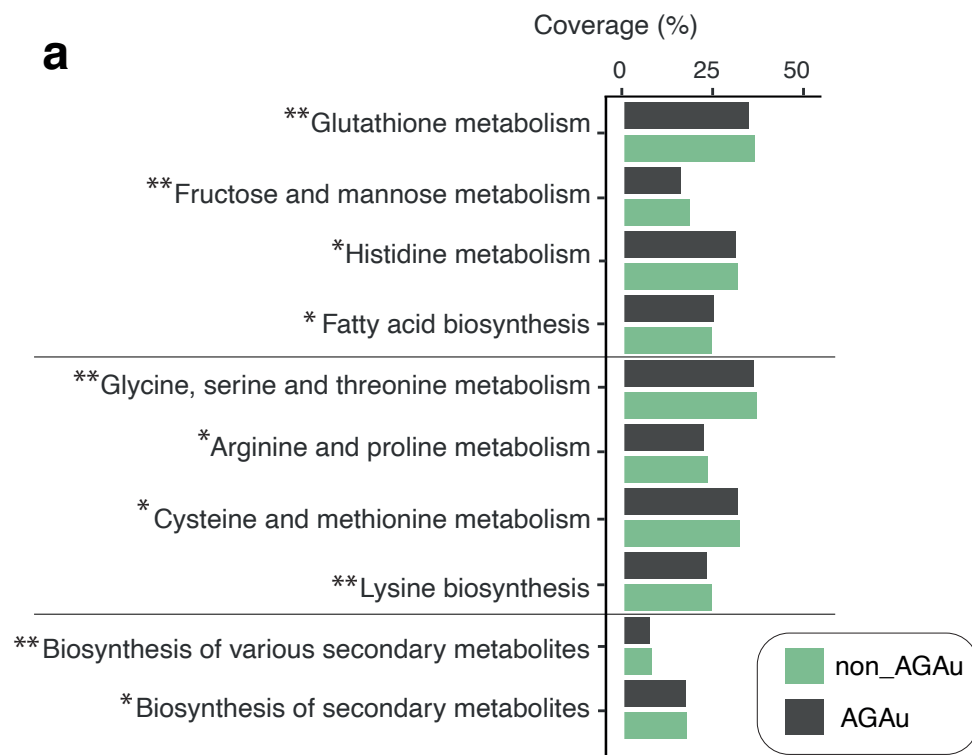 Coverage (%)
a
0 25 50
**Glutathione metabolism
**Fructose and mannose metabolism
*Histidine metabolism
* Fatty acid biosynthesis
**Glycine, serine and threonine metabolism
*Arginine and proline metabolism
* Cysteine and methionine metabolism
**Lysine biosynthesis
**Biosynthesis of various secondary metabolites
*Biosynthesis of secondary metabolites
non_AGAu
AGAu